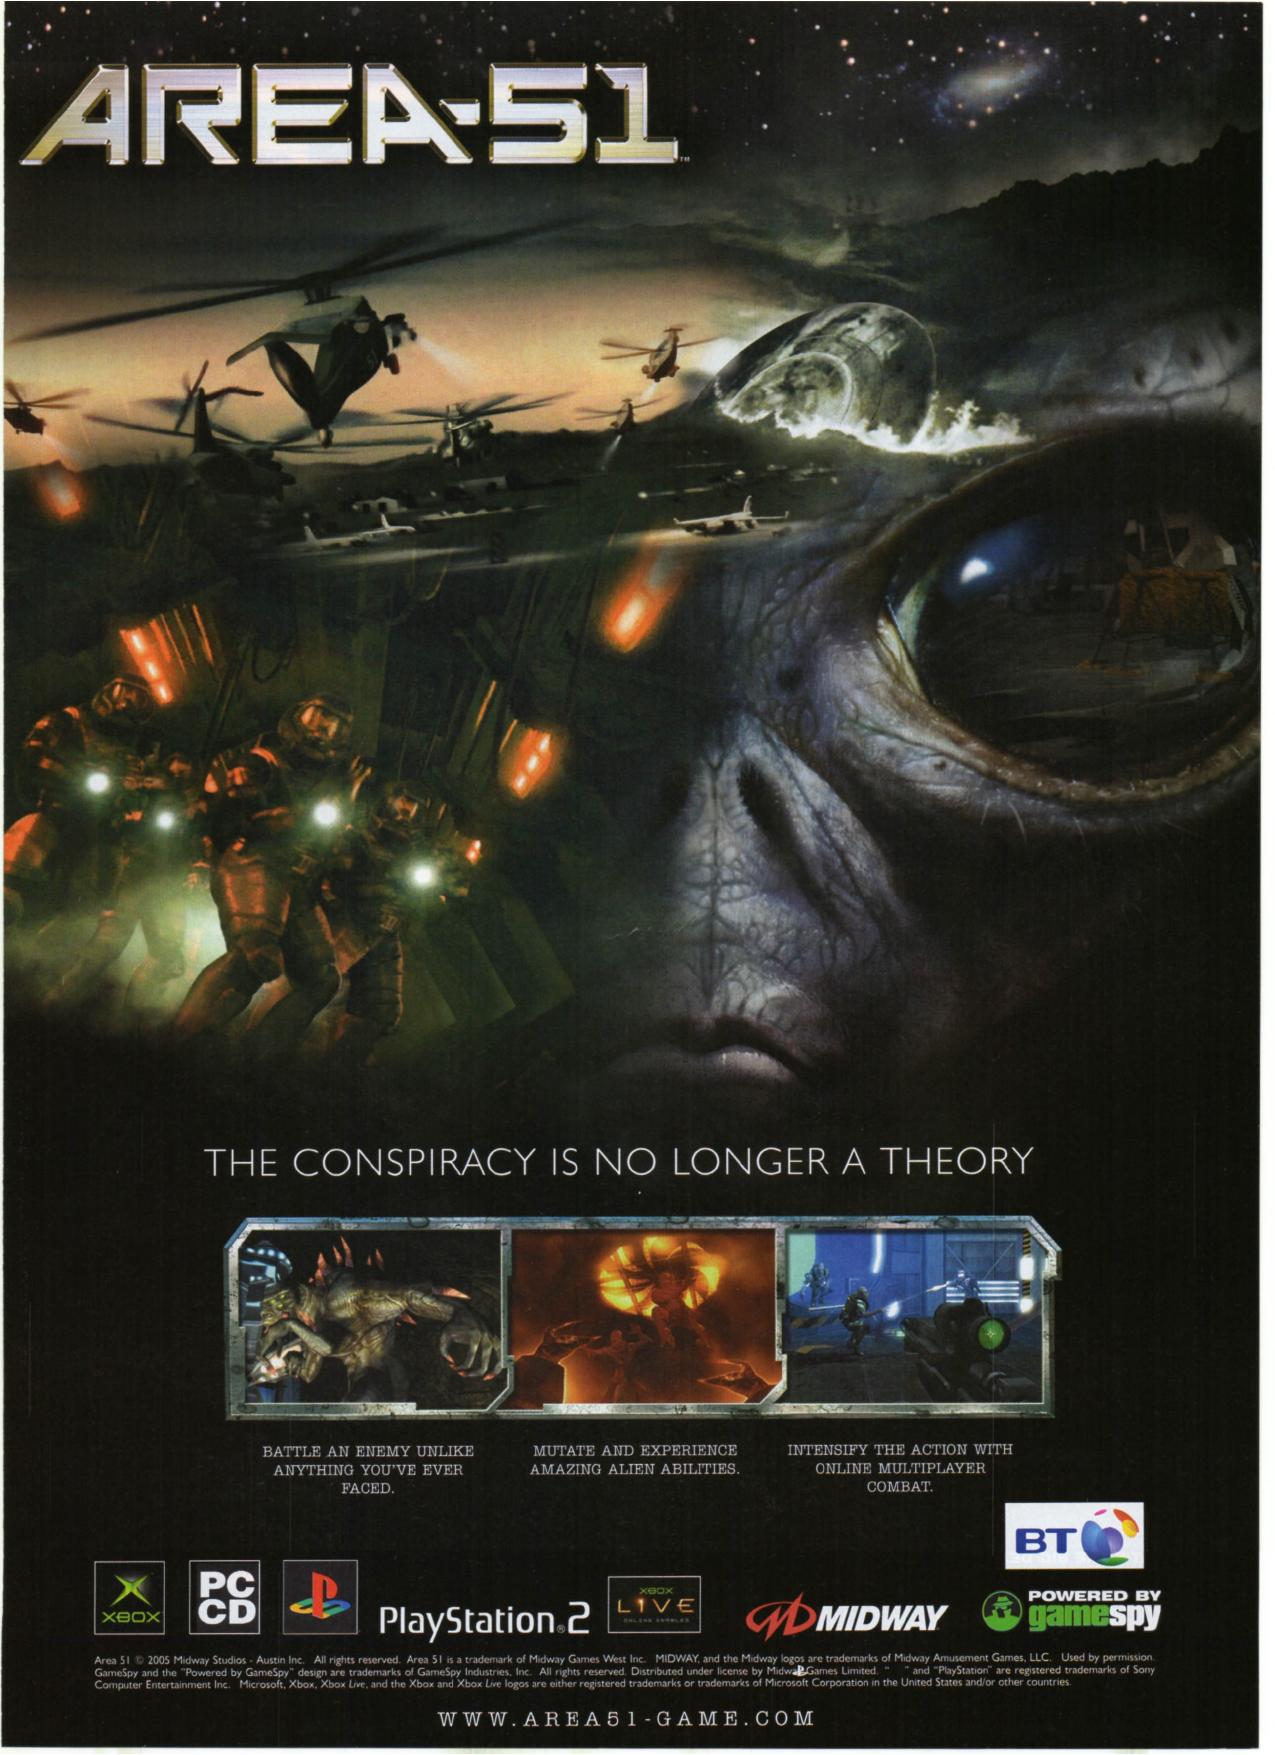 AREA-51™
THE CONSPIRACY IS NO LONGER A THEORY
BATTLE AN ENEMY UNLIKE
ANYTHING YOU'VE EVER
FACED.
MUTATE AND EXPERIENCE
AMAZING ALIEN ABILITIES.
INTENSIFY THE ACTION WITH
ONLINE MULTIPLAYER
COMBAT.
BT
XBOX
PC
CD
PlayStation®2
XBOX
LIVE
ONLINE ENABLED
MIDWAY
POWERED BY
gamespy
Area 51 © 2005 Midway Studios - Austin Inc. All rights reserved. Area 51 is a trademark of Midway Games West Inc. MIDWAY, and the Midway logos are trademarks of Midway Amusement Games, LLC. Used by permission.
GameSpy and the "Powered by GameSpy" design are trademarks of GameSpy Industries, Inc. All rights reserved. Distributed under license by Midway Games Limited. " " and "PlayStation" are registered trademarks of Sony
Computer Entertainment Inc. Microsoft, Xbox, Xbox Live, and the Xbox and Xbox Live logos are either registered trademarks or trademarks of Microsoft Corporation in the United States and/or other countries.
WWW.AREA51-GAME.COM